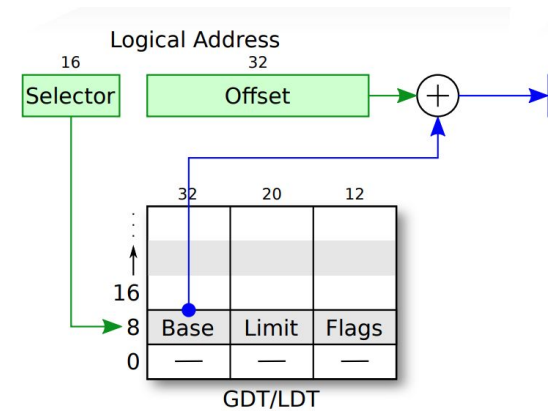 Logical Address
16 32
Selector Offset +
32 20 12
16
8 Base Limit Flags
0 — — —
GDT/LDT